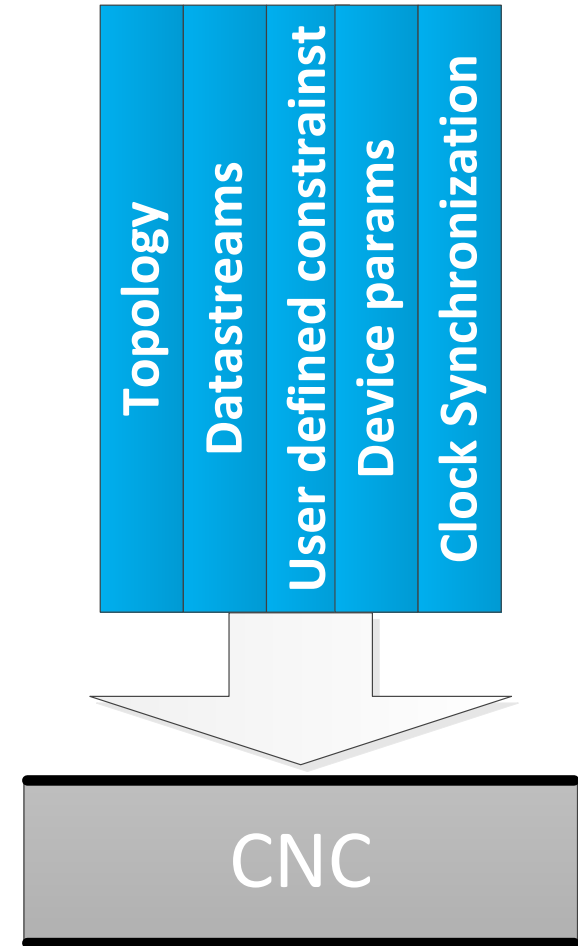 Topology
Datastreams
User defined constrainst
Device params
Clock Synchronization
CNC